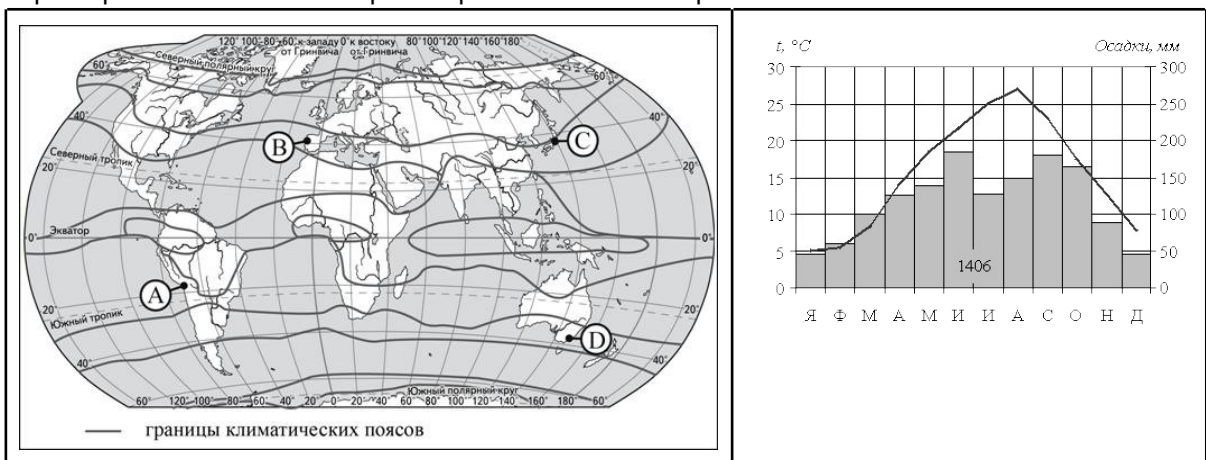 120° 100° 80° 60° к западу 0° к востоку 80° 100° 120° 140° 160° 180°
от Гринвича от Гринвича
Северный полярный круг
60° 60°
40° 40°
B C
Северный тропик
20° 20°
Экватор
0° 0°
A
20° 20°
Южный тропик
D
40° 40°
Южный полярный круг
60° 120° 100° 60° 40 20° 0° 20° 40° 60° 80° 100° 120° 140° 160° 180° 60°
границы климатических поясов
t, °C Осадки, мм
30 300
25 250
20 200
15 150
10 100
5 50
0 0
1406
Я Ф М А М И И А С О Н Д